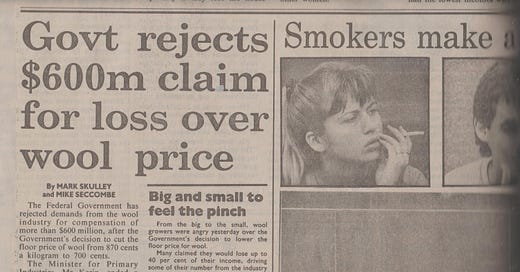 Govt rejects
$600m claim
for loss over
wool price
By MARK SKULLEY
and MIKE SECCOMBE
The Federal Government has
rejected demands from the wool
industry for compensation of
more than $600 million, after the
Government's decision to cut the
floor price of wool from 870 cents
a kilogram to 700 cents.
The Minister for Primary
Big and small to
feel the pinch
From the big to the small, wool
growers were angry yesterday over the
Government's decision to lower the
floor price for wool.
Many claimed they would lose up to
40 per cent of their income, driving
some of their number from the industry
Smokers make a